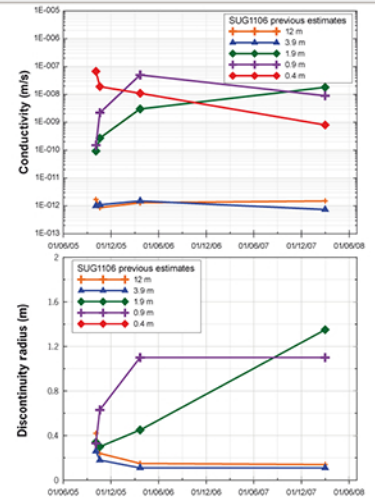 1E-005
1E-006
1E-007
1E-008
1E-009
1E-010
1E-011
1E-012
1E-013
Conductivity (m/s)
SUG1106 previous estimates
12 m
3.9 m
1.9 m
0.9 m
0.4 m
01/06/05 01/12/05 01/06/06 01/12/06 01/06/07 01/12/07 01/06/08
2
1.6
1.2
0.8
0.4
0
Discontinuity radius (m)
SUG1106 previous estimates
12 m
3.9 m
1.9 m
0.9 m
0.4 m
01/06/05 01/12/05 01/06/06 01/12/06 01/06/07 01/12/07 01/06/08